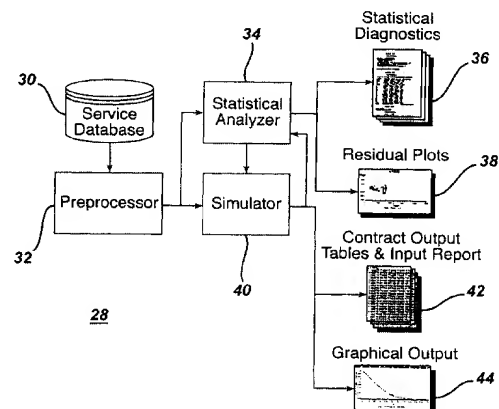 Statistical
Diagnostics
34
36
30
Service
Database
Statistical
Analyzer
Residual Plots
38
Preprocessor
Simulator
32
40
Contract Output
Tables & Input Report
42
28
Graphical Output
44